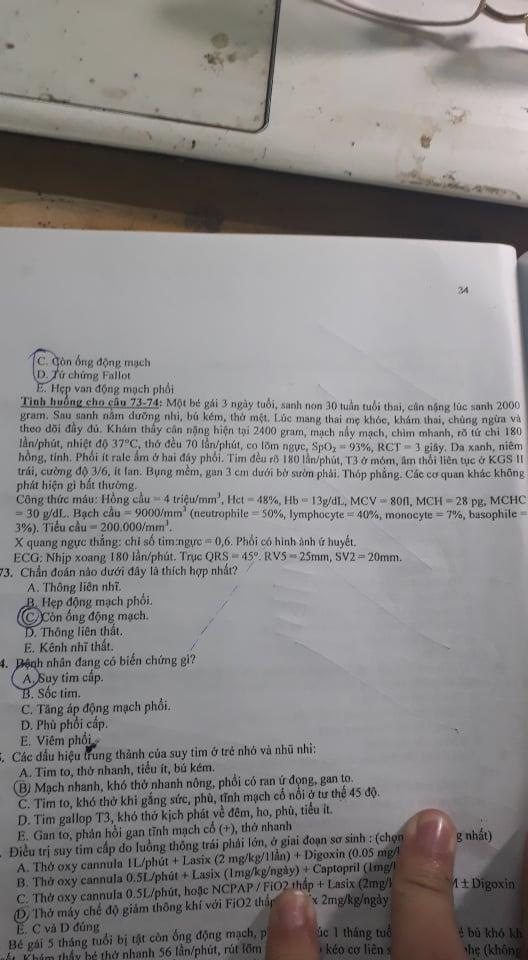 34
C. Còn ống động mạch
D. Tứ chứng Fallot
E. Hẹp van động mạch phổi
Tình huống cho câu 73-74: Một bé gái 3 ngày tuổi, sanh non 30 tuần tuổi thai, cân nặng lúc sanh 2000
gram. Sau sanh nằm dưỡng nhi, bú kém, thở mệt. Lúc mang thai mẹ khỏe, khám thai, chủng ngừa và
theo dõi đầy đủ. Khám thấy cân nặng hiện tại 2400 gram, mạch nẩy mạch, chìm nhanh, rõ tứ chi 180
lần/phút, nhiệt độ 37°C, thở đều 70 lần/phút, co lõm ngực, SpO₂ = 93%, RCT = 3 giây. Da xanh, niêm
hồng, tỉnh. Phổi ít rale ẩm ở hai đáy phổi. Tim đều rõ 180 lần/phút, T3 ở mỏm, âm thổi liên tục ở KGS II
trái, cường độ 3/6, ít lan. Bụng mềm, gan 3 cm dưới bờ sườn phải. Thóp phẳng. Các cơ quan khác không
phát hiện gì bất thường.
Công thức máu: Hồng cầu = 4 triệu/mm³, Hct = 48%, Hb = 13g/dL, MCV = 80fl, MCH = 28 pg, MCHC
= 30 g/dL. Bạch cầu = 9000/mm³ (neutrophile = 50%, lymphocyte = 40%, monocyte = 7%, basophile =
3%). Tiểu cầu = 200.000/mm³.
X quang ngực thẳng: chỉ số tim:ngực = 0,6. Phổi có hình ảnh ứ huyết.
ECG: Nhịp xoang 180 lần/phút. Trục QRS = 45°. RV5 = 25mm, SV2 = 20mm.
73. Chẩn đoán nào dưới đây là thích hợp nhất?
A. Thông liên nhĩ.
B. Hẹp động mạch phổi.
C. Còn ống động mạch.
D. Thông liên thất.
E. Kênh nhĩ thất.
4. Bệnh nhân đang có biến chứng gì?
A. Suy tim cấp.
B. Sốc tim.
C. Tăng áp động mạch phổi.
D. Phù phổi cấp.
E. Viêm phổi
. Các dấu hiệu trung thành của suy tim ở trẻ nhỏ và nhũ nhi:
A. Tim to, thở nhanh, tiểu ít, bú kém.
B. Mạch nhanh, khó thở nhanh nông, phổi có ran ứ đọng, gan to.
C. Tim to, khó thở khi gắng sức, phù, tĩnh mạch cổ nổi ở tư thế 45 độ.
D. Tim gallop T3, khó thở kịch phát về đêm, ho, phù, tiểu ít.
E. Gan to, phản hồi gan tĩnh mạch cổ (+), thở nhanh
. Điều trị suy tim cấp do luồng thông trái phải lớn, ở giai đoạn sơ sinh : (chọn g nhất)
A. Thở oxy cannula 1L/phút + Lasix (2 mg/kg/1lần) + Digoxin (0.05 mg/
B. Thở oxy cannula 0.5L/phút + Lasix (1mg/kg/ngày) + Captopril (1mg/
C. Thở oxy cannula 0.5L/phút, hoặc NCPAP / FiO2 thấp + Lasix (2mg/ ± Digoxin
D. Thở máy chế độ giảm thông khí với FiO2 thấp x 2mg/kg/ngày
E. C và D đúng
Bé gái 5 tháng tuổi bị tật còn ống động mạch, úc 1 tháng tuổ bú khó kh
Khám thấy bé thở nhanh 56 lần/phút, rút lõm kéo cơ liên s nhẹ (không